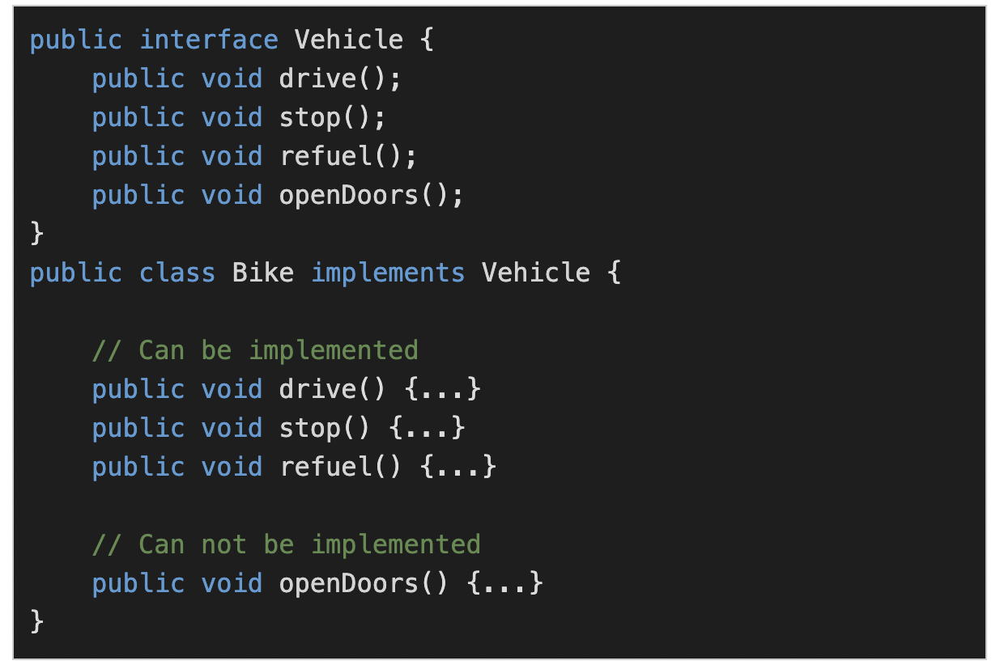 public interface Vehicle {
    public void drive();
    public void stop();
    public void refuel();
    public void openDoors();
}
public class Bike implements Vehicle {

    // Can be implemented
    public void drive() {...}
    public void stop() {...}
    public void refuel() {...}

    // Can not be implemented
    public void openDoors() {...}
}